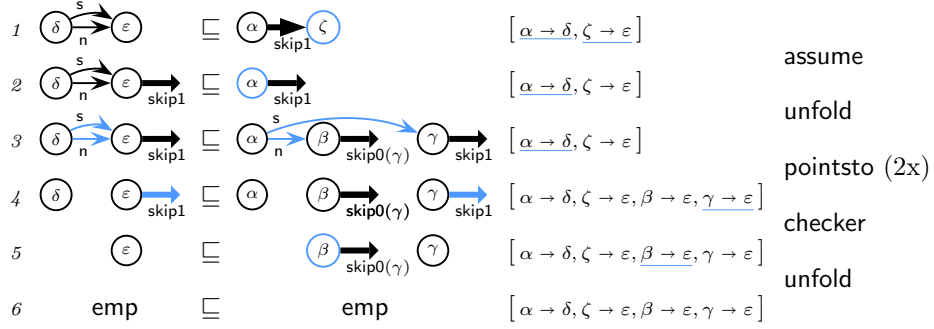 1 δ s n ε ⊑ α skip1 ζ [ α → δ, ζ → ε ]
assume
2 δ s n ε skip1 ⊑ α skip1 [ α → δ, ζ → ε ]
unfold
3 δ s n ε skip1 ⊑ α s n β skip0(γ) γ skip1 [ α → δ, ζ → ε ]
pointsto (2x)
4 δ ε skip1 ⊑ α β skip0(γ) γ skip1 [ α → δ, ζ → ε, β → ε, γ → ε ]
checker
5 ε ⊑ β skip0(γ) γ [ α → δ, ζ → ε, β → ε, γ → ε ]
unfold
6 emp ⊑ emp [ α → δ, ζ → ε, β → ε, γ → ε ]